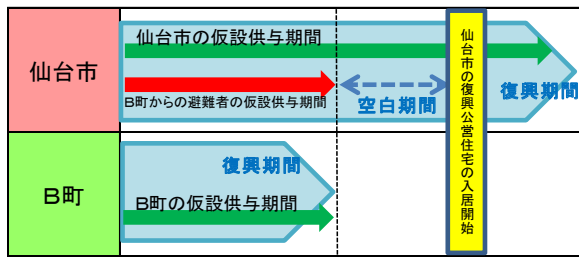 仙台市
仙台市の仮設供与期間
B町からの避難者の仮設供与期間
空白期間
仙台市の復興公営住宅の入居開始
復興期間
B町
復興期間
B町の仮設供与期間